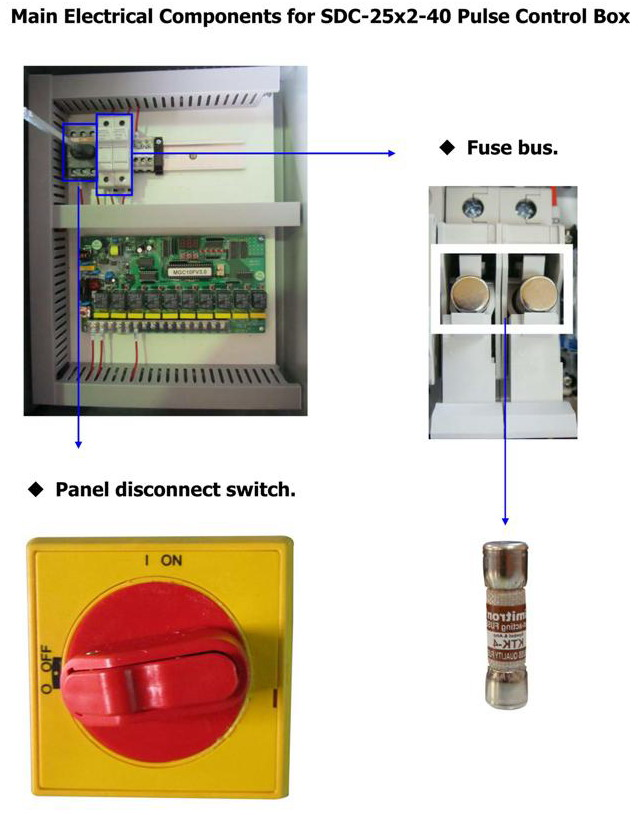 Main Electrical Components for SDC-25x2-40 Pulse Control Box
◆ Fuse bus.
MGC10FV3.0
◆ Panel disconnect switch.
I ON
O OFF
KTK-4